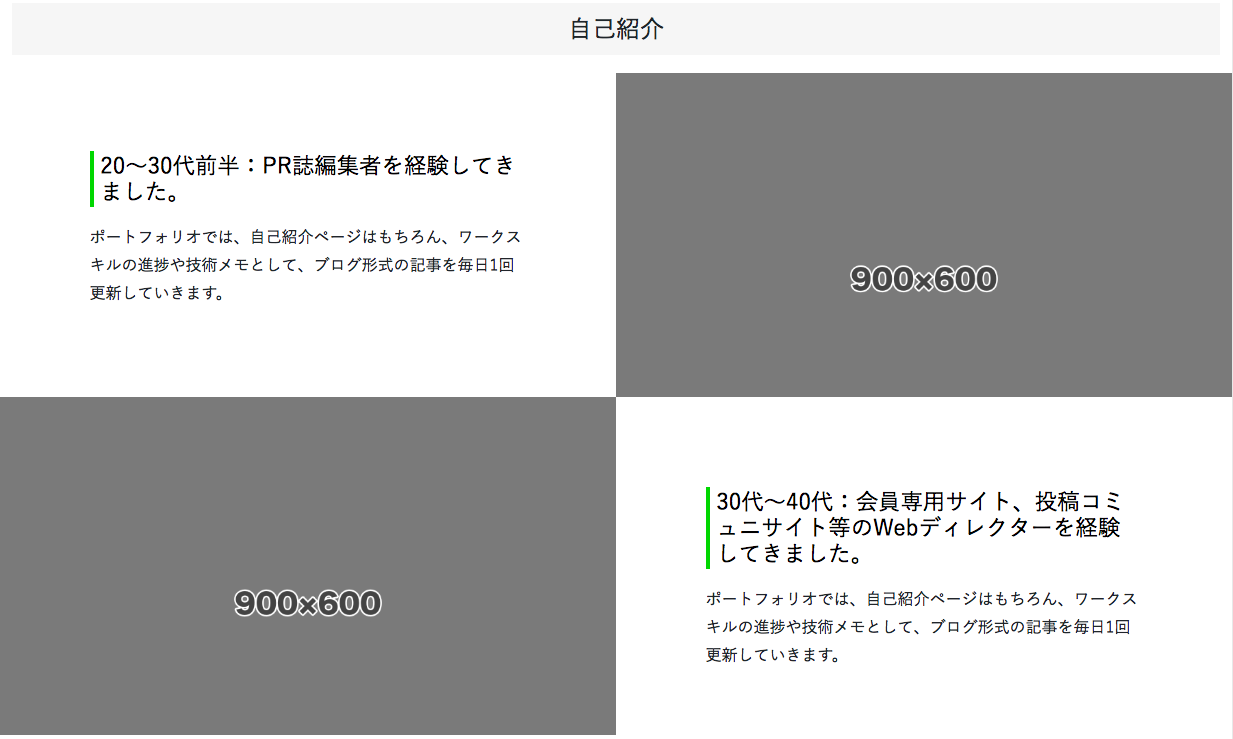 自己紹介
20〜30代前半：PR誌編集者を経験してき
ました。
ポートフォリオでは、自己紹介ページはもちろん、ワークス
キルの進捗や技術メモとして、ブログ形式の記事を毎日1回
更新していきます。
900×600
900×600
30代〜40代：会員専用サイト、投稿コミ
ュニサイト等のWebディレクターを経験
してきました。
ポートフォリオでは、自己紹介ページはもちろん、ワークス
キルの進捗や技術メモとして、ブログ形式の記事を毎日1回
更新していきます。